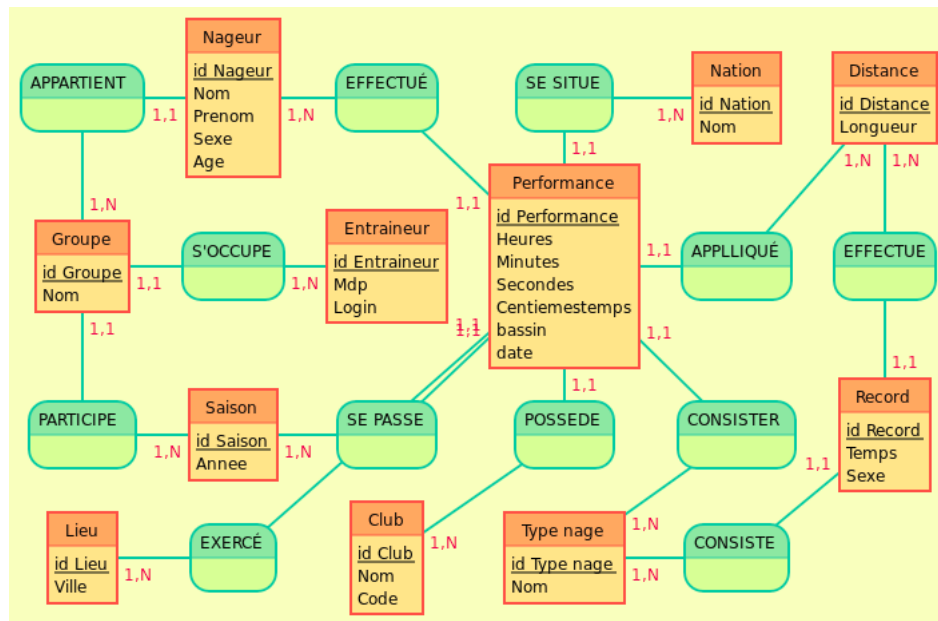 Nageur
id Nageur
Nom
Prenom
Sexe
Age
APPARTIENT
1,1
1,N
EFFECTUÉ
1,1
SE SITUE
1,N
1,1
Nation
id Nation
Nom
Distance
id Distance
Longueur
1,N
1,N
1,N
Groupe
id Groupe
Nom
1,1
1,1
S'OCCUPE
1,N
Entraineur
id Entraineur
Mdp
Login
1,1
1,1
Performance
id Performance
Heures
Minutes
Secondes
Centiemestemps
bassin
date
1,1
APPLLIQUÉ
EFFECTUE
1,1
1,1
1,1
PARTICIPE
1,N
Saison
id Saison
Annee
1,N
SE PASSE
POSSEDE
CONSISTER
Record
id Record
Temps
Sexe
1,1
Lieu
id Lieu
Ville
1,N
EXERCÉ
Club
id Club
Nom
Code
1,N
Type nage
id Type nage
Nom
1,N
1,N
CONSISTE